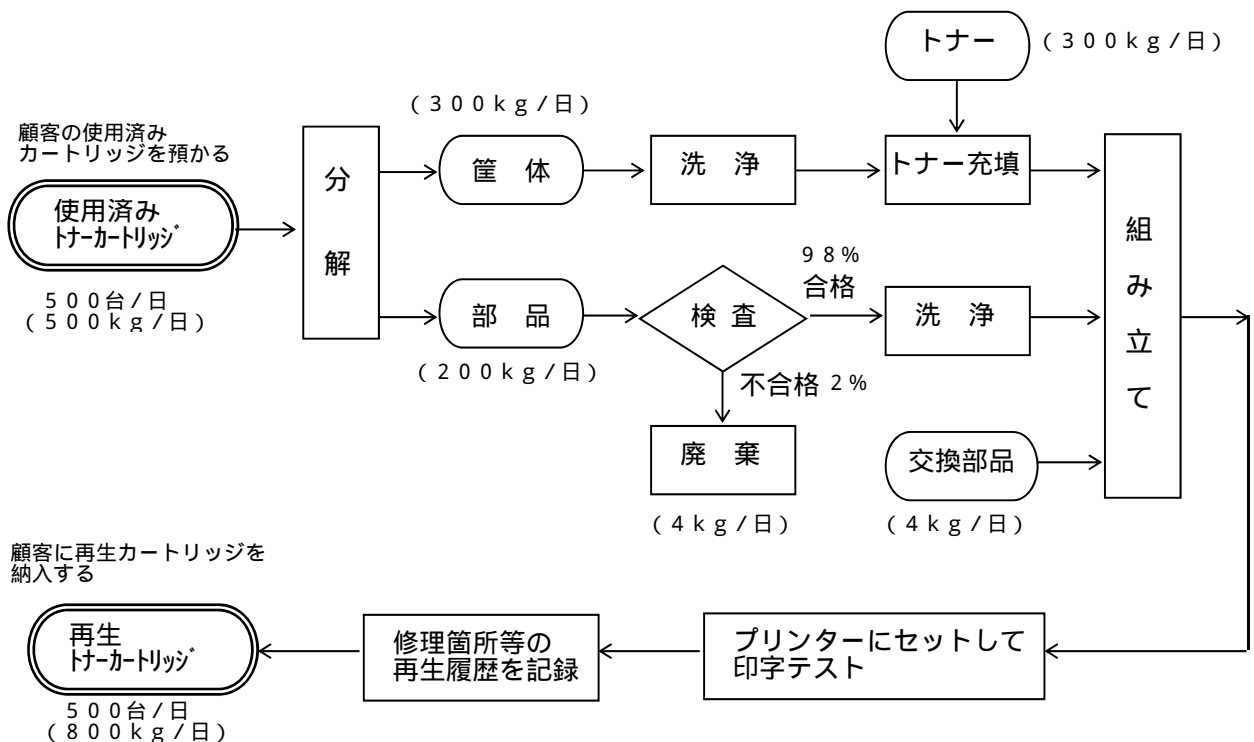 トナー
(300kg/日)
(300kg/日)
顧客の使用済み
カートリッジを預かる
使用済み
トナーカートリッジ
500台/日
(500kg/日)
分解
筐体
洗浄
トナー充填
部品
(200kg/日)
検査
98%
合格
洗浄
不合格 2%
廃棄
(4kg/日)
交換部品
(4kg/日)
組み立て
顧客に再生カートリッジを
納入する
再生
トナーカートリッジ
500台/日
(800kg/日)
修理箇所等の
再生履歴を記録
プリンターにセットして
印字テスト